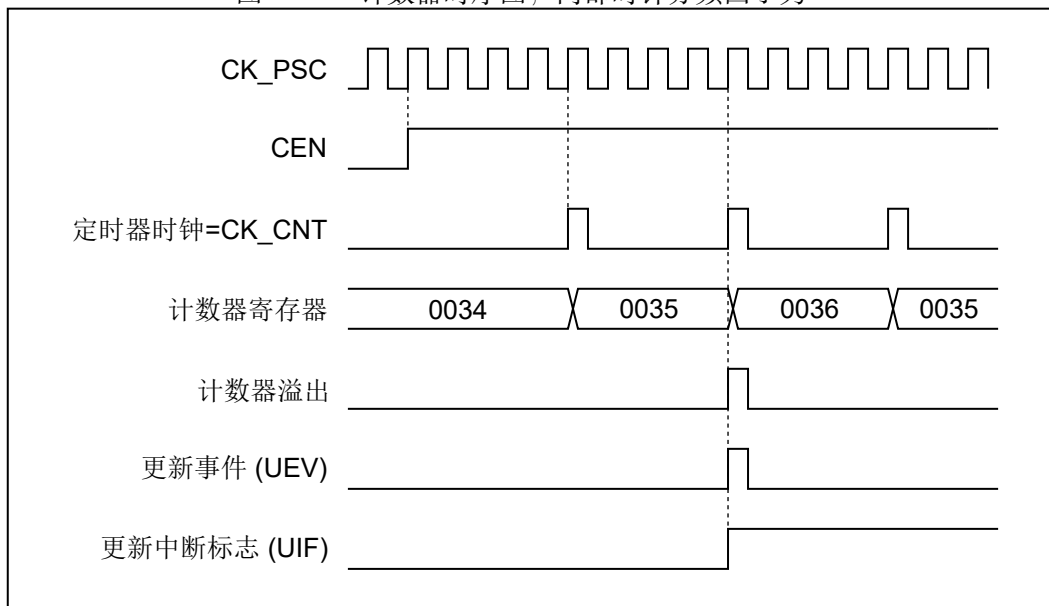 CK_PSC
CEN
定时器时钟=CK_CNT
计数器寄存器 0034 0035 0036 0035
计数器溢出
更新事件 (UEV)
更新中断标志 (UIF)